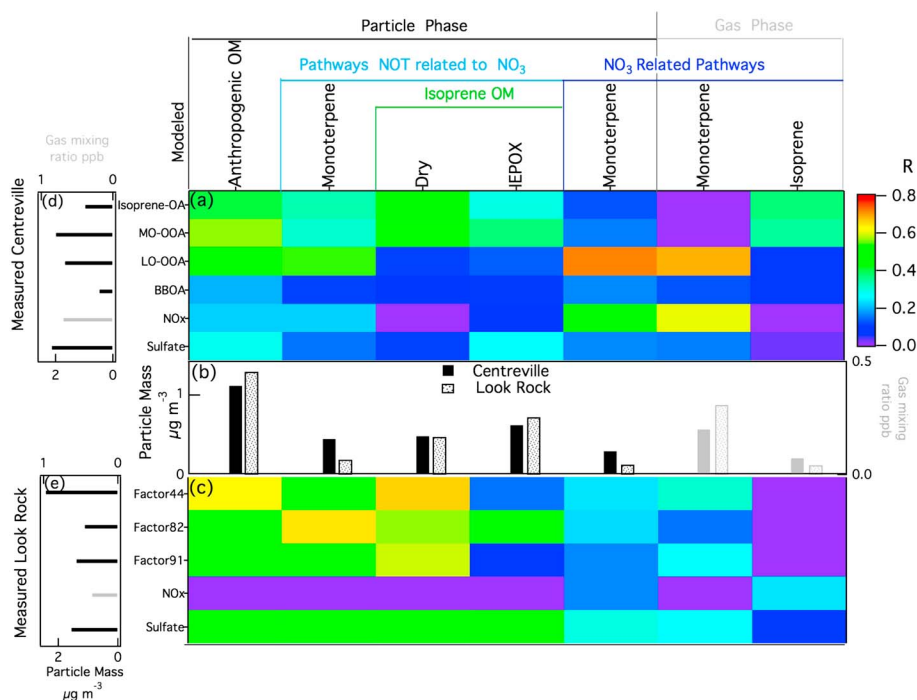 Particle Phase
Gas Phase
Pathways NOT related to NO3
NO3 Related Pathways
Isoprene OM
Modeled
Anthropogenic OM
Monoterpene
Dry
IEPOX
Monoterpene
Monoterpene
Isoprene
Gas mixing
ratio ppb
1 0
(d)
Measured Centreville
2 0
(a)
Isoprene-OA
MO-OOA
LO-OOA
BBOA
NOx
Sulfate
R
0.8
0.6
0.4
0.2
0.0
(b)
Particle Mass
µg m-3
1
0
Centreville
Look Rock
0.5
0.0
Gas mixing
ratio ppb
1 0
(e)
Measured Look Rock
2 0
Particle Mass
µg m-3
(c)
Factor44
Factor82
Factor91
NOx
Sulfate